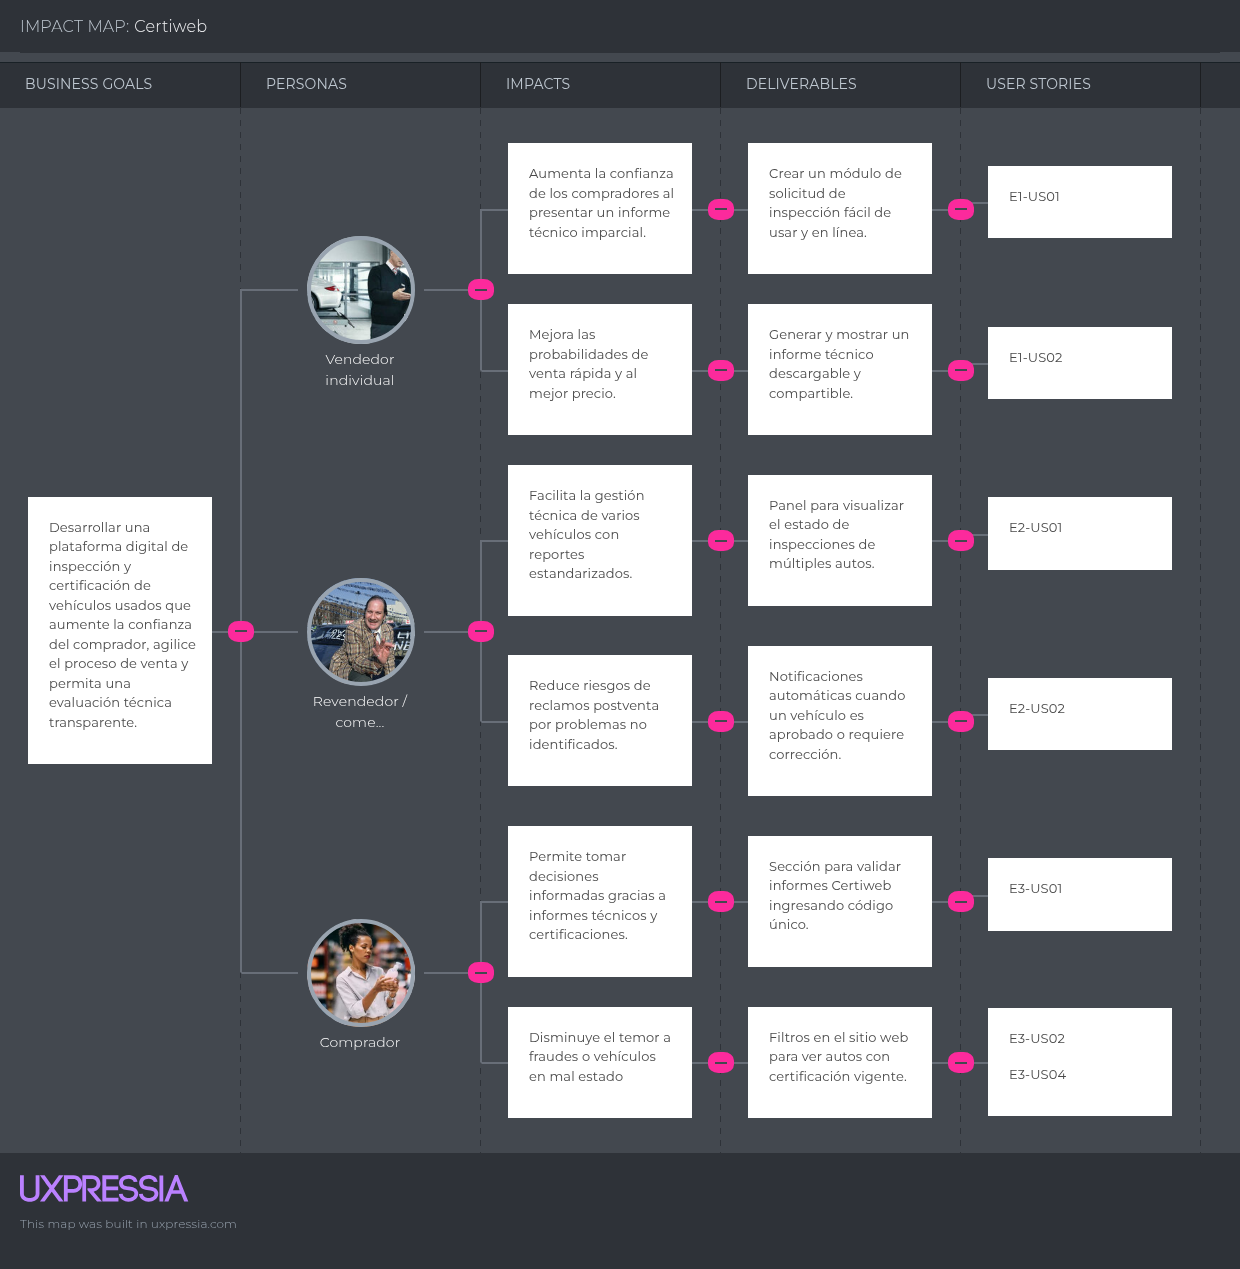 IMPACT MAP: Certiweb
BUSINESS GOALS
PERSONAS
IMPACTS
DELIVERABLES
USER STORIES
Desarrollar una
plataforma digital de
inspección y
certificación de
vehículos usados que
aumente la confianza
del comprador, agilice
el proceso de venta y
permita una
evaluación técnica
transparente.
Vendedor
individual
Aumenta la confianza
de los compradores al
presentar un informe
técnico imparcial.
Crear un módulo de
solicitud de
inspección fácil de
usar y en línea.
E1-US01
Mejora las
probabilidades de
venta rápida y al
mejor precio.
Generar y mostrar un
informe técnico
descargable y
compartible.
E1-US02
Revendedor /
come...
Facilita la gestión
técnica de varios
vehículos con
reportes
estandarizados.
Panel para visualizar
el estado de
inspecciones de
múltiples autos.
E2-US01
Reduce riesgos de
reclamos postventa
por problemas no
identificados.
Notificaciones
automáticas cuando
un vehículo es
aprobado o requiere
corrección.
E2-US02
Comprador
Permite tomar
decisiones
informadas gracias a
informes técnicos y
certificaciones.
Sección para validar
informes Certiweb
ingresando código
único.
E3-US01
Disminuye el temor a
fraudes o vehículos
en mal estado
Filtros en el sitio web
para ver autos con
certificación vigente.
E3-US02
E3-US04
UXPRESSIA
This map was built in uxpressia.com